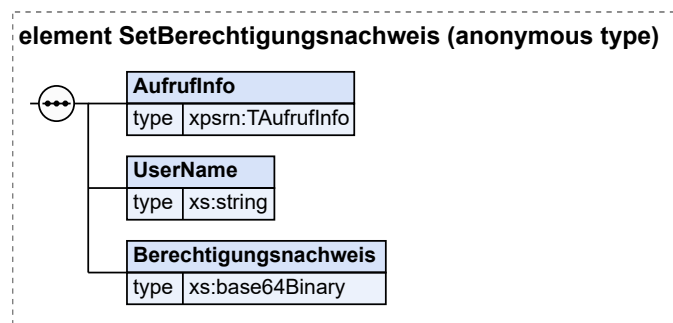 element SetBerechtigungsnachweis (anonymous type)
AufrufInfo
type xpsrn:TAufrufInfo
UserName
type xs:string
Berechtigungsnachweis
type xs:base64Binary